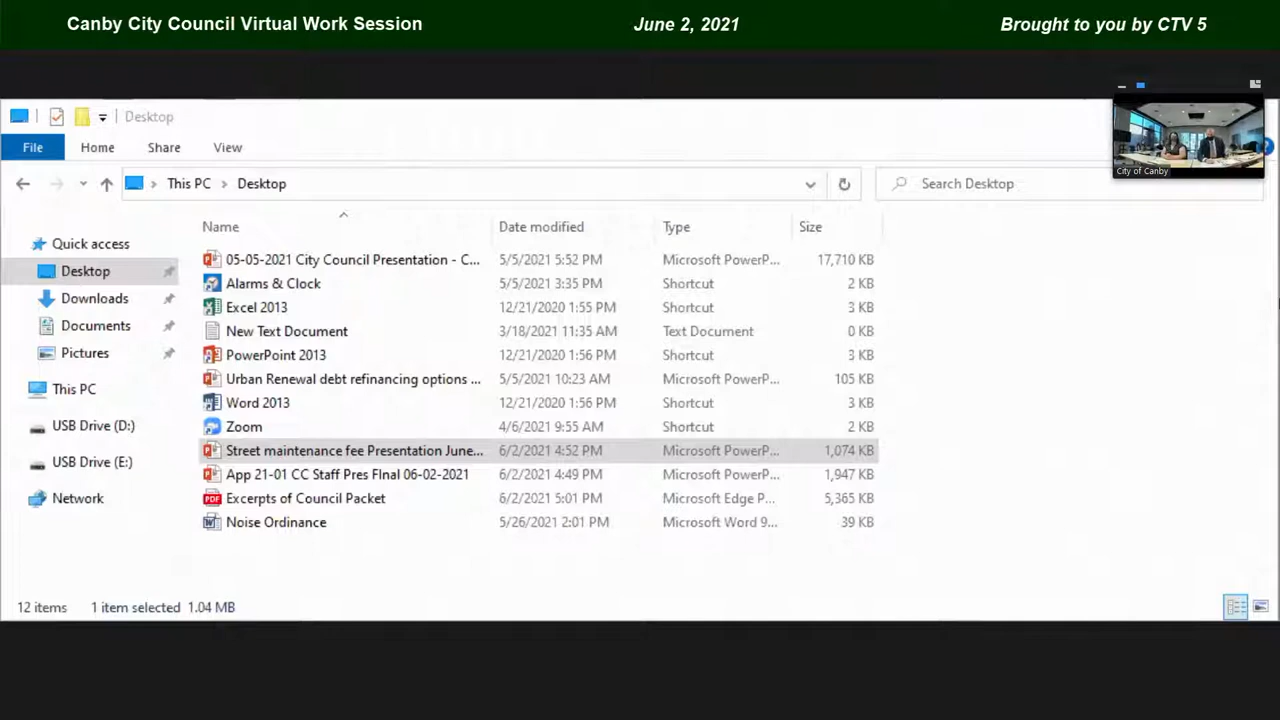 Canby City Council Virtual Work Session June 2, 2021 Brought to you by CTV 5
Desktop
File Home Share View
This PC Desktop Search Desktop
City of Canby
Name Date modified Type Size
Quick access
Desktop
Downloads
Documents
Pictures
This PC
USB Drive (D:)
USB Drive (E:)
Network
05-05-2021 City Council Presentation - C... 5/5/2021 5:52 PM Microsoft PowerP... 17,710 KB
Alarms & Clock 5/5/2021 3:35 PM Shortcut 2 KB
Excel 2013 12/21/2020 1:55 PM Shortcut 3 KB
New Text Document 3/18/2021 11:35 AM Text Document 0 KB
PowerPoint 2013 12/21/2020 1:56 PM Shortcut 3 KB
Urban Renewal debt refinancing options ... 5/5/2021 10:23 AM Microsoft PowerP... 105 KB
Word 2013 12/21/2020 1:56 PM Shortcut 3 KB
Zoom 4/6/2021 9:55 AM Shortcut 2 KB
Street maintenance fee Presentation June... 6/2/2021 4:52 PM Microsoft PowerP... 1,074 KB
App 21-01 CC Staff Pres FInal 06-02-2021 6/2/2021 4:49 PM Microsoft PowerP... 1,947 KB
PDF Excerpts of Council Packet 6/2/2021 5:01 PM Microsoft Edge P... 5,365 KB
Noise Ordinance 5/26/2021 2:01 PM Microsoft Word 9... 39 KB
12 items 1 item selected 1.04 MB